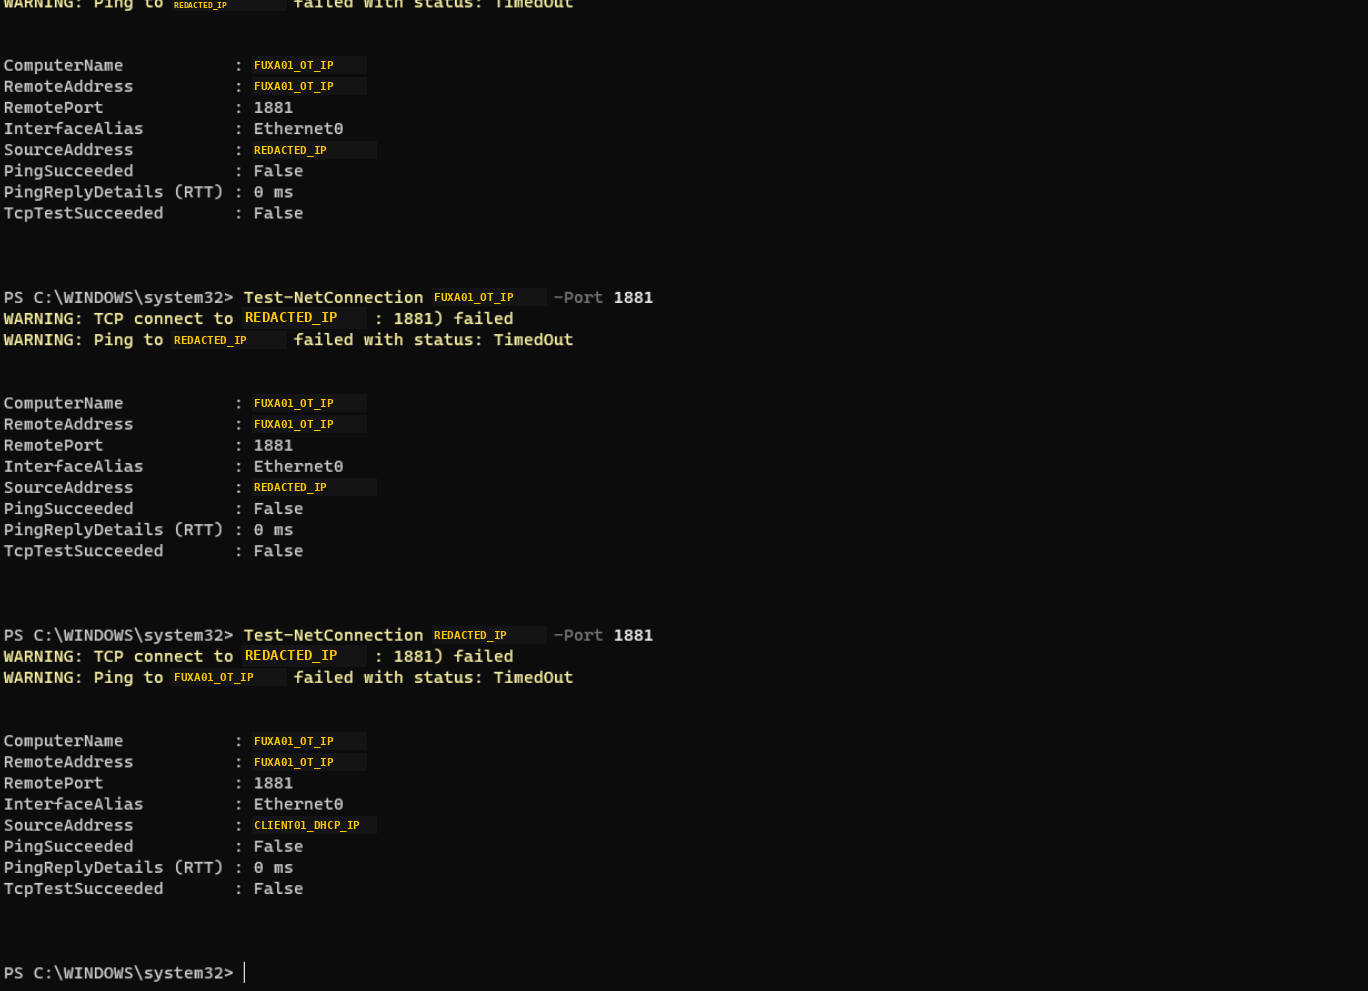 WARNING: Ping to REDACTED_IP failed with status: TimedOut
ComputerName : FUXA01_OT_IP
RemoteAddress : FUXA01_OT_IP
RemotePort : 1881
InterfaceAlias : Ethernet0
SourceAddress : REDACTED_IP
PingSucceeded : False
PingReplyDetails (RTT) : 0 ms
TcpTestSucceeded : False
PS C:\WINDOWS\system32> Test-NetConnection FUXA01_OT_IP -Port 1881
WARNING: TCP connect to REDACTED_IP : 1881) failed
WARNING: Ping to REDACTED_IP failed with status: TimedOut
ComputerName : FUXA01_OT_IP
RemoteAddress : FUXA01_OT_IP
RemotePort : 1881
InterfaceAlias : Ethernet0
SourceAddress : REDACTED_IP
PingSucceeded : False
PingReplyDetails (RTT) : 0 ms
TcpTestSucceeded : False
PS C:\WINDOWS\system32> Test-NetConnection REDACTED_IP -Port 1881
WARNING: TCP connect to REDACTED_IP : 1881) failed
WARNING: Ping to FUXA01_OT_IP failed with status: TimedOut
ComputerName : FUXA01_OT_IP
RemoteAddress : FUXA01_OT_IP
RemotePort : 1881
InterfaceAlias : Ethernet0
SourceAddress : CLIENT01_DHCP_IP
PingSucceeded : False
PingReplyDetails (RTT) : 0 ms
TcpTestSucceeded : False
PS C:\WINDOWS\system32>